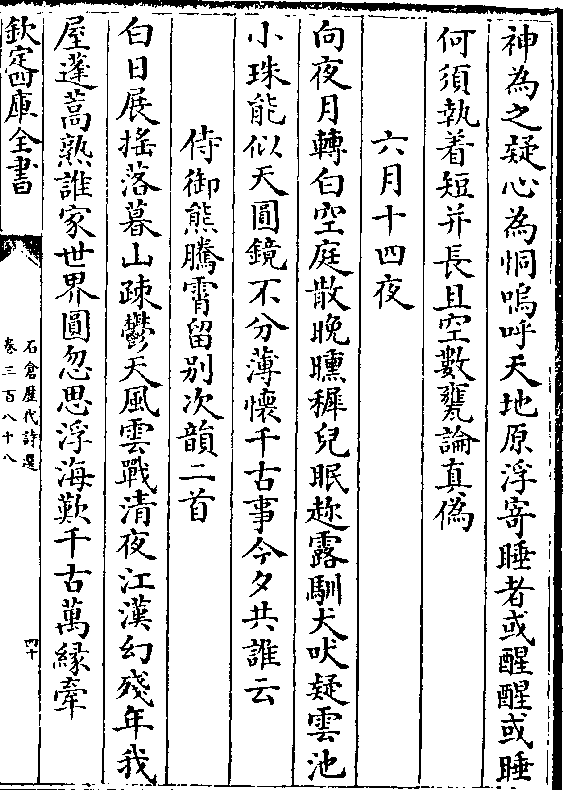 神為之疑心為恫嗚呼天地原浮寄睡者或醒醒或睡
何須執着短并長且空數甕論真偽
六月十四夜
向夜月轉白空庭散晚曛穉兒眠趂露馴犬吠疑雲池
小珠能似天圓鏡不分薄懷千古事今夕共誰云
侍御熊騰霄留别次韻二首
白日展搖落暮山疎鬱天風雲戰清夜江漢幻殘年我
屋蓬蒿熟誰家世界圓忽思浮海歎千古萬縁牽
欽定四庫全書
石倉歴代詩選
卷三百八十八
四十